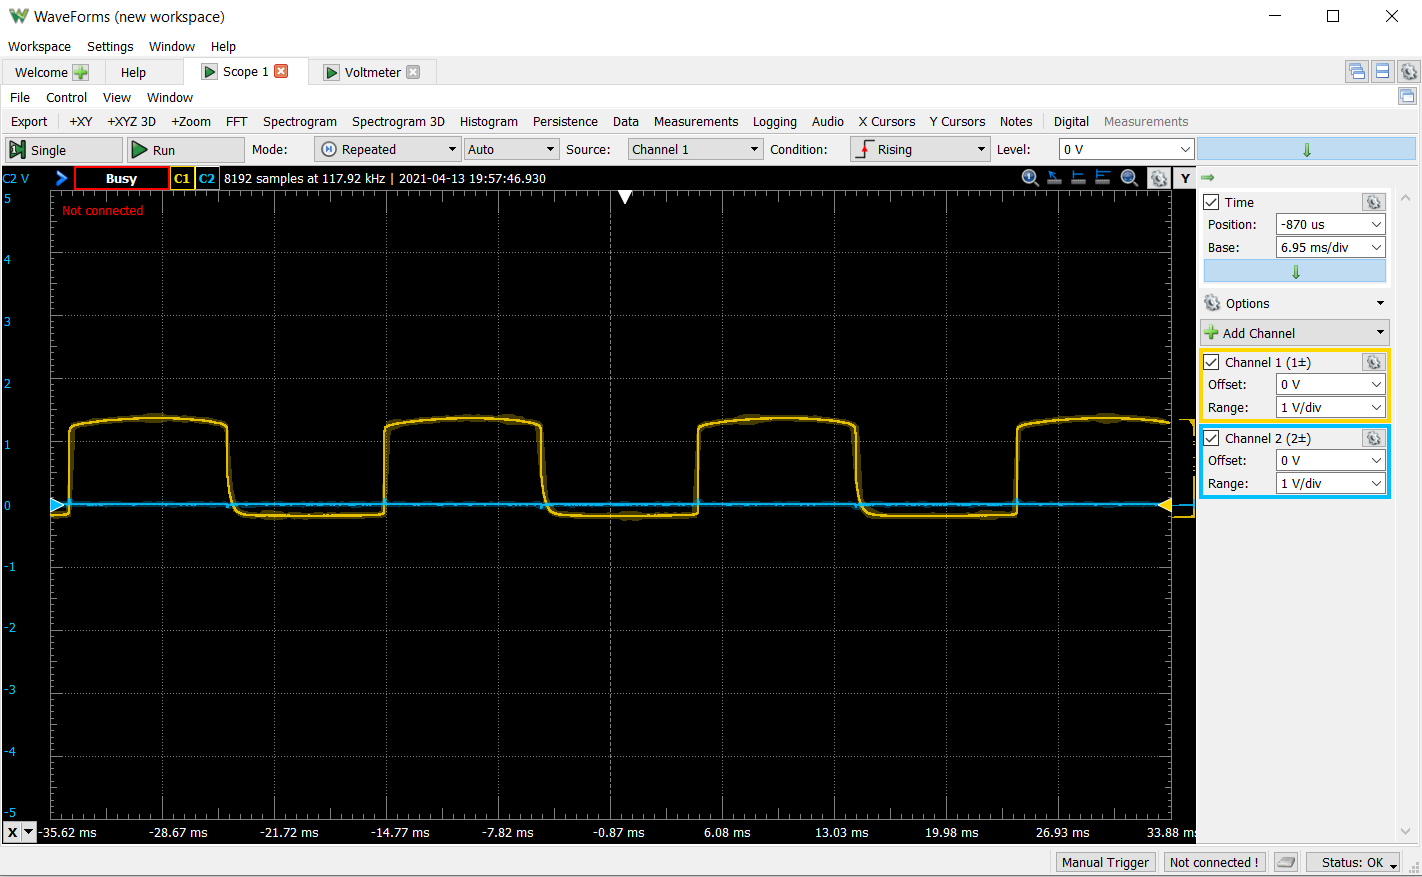 WaveForms (new workspace)
Workspace Settings Window Help
Welcome Help Scope 1 Voltmeter
File Control View Window
Export +XY +XYZ 3D +Zoom FFT Spectrogram Spectrogram 3D Histogram Persistence Data Measurements Logging Audio X Cursors Y Cursors Notes Digital Measurements
Single Run Mode: Repeated Auto Source: Channel 1 Condition: Rising Level: 0 V
C2 V Busy C1 C2 8192 samples at 117.92 kHz | 2021-04-13 19:57:46.930 Y
Not connected
5
4
3
2
1
0
-1
-2
-3
-4
-5
X -35.62 ms -28.67 ms -21.72 ms -14.77 ms -7.82 ms -0.87 ms 6.08 ms 13.03 ms 19.98 ms 26.93 ms 33.88 ms
Time
Position: -870 us
Base: 6.95 ms/div
Options
Add Channel
Channel 1 (1±)
Offset: 0 V
Range: 1 V/div
Channel 2 (2±)
Offset: 0 V
Range: 1 V/div
Manual Trigger Not connected ! Status: OK